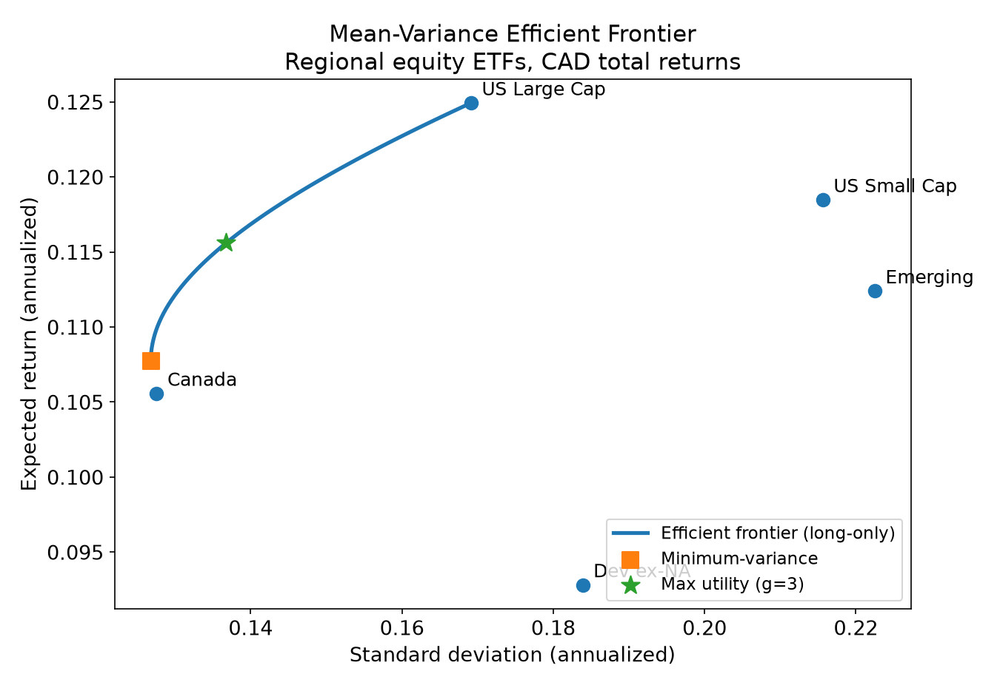 Mean-Variance Efficient Frontier
Regional equity ETFs, CAD total returns
Expected return (annualized)
0.125
0.120
0.115
0.110
0.105
0.100
0.095
US Large Cap
US Small Cap
Emerging
Canada
Dev ex-NA
Efficient frontier (long-only)
Minimum-variance
Max utility (g=3)
0.14
0.16
0.18
0.20
0.22
Standard deviation (annualized)